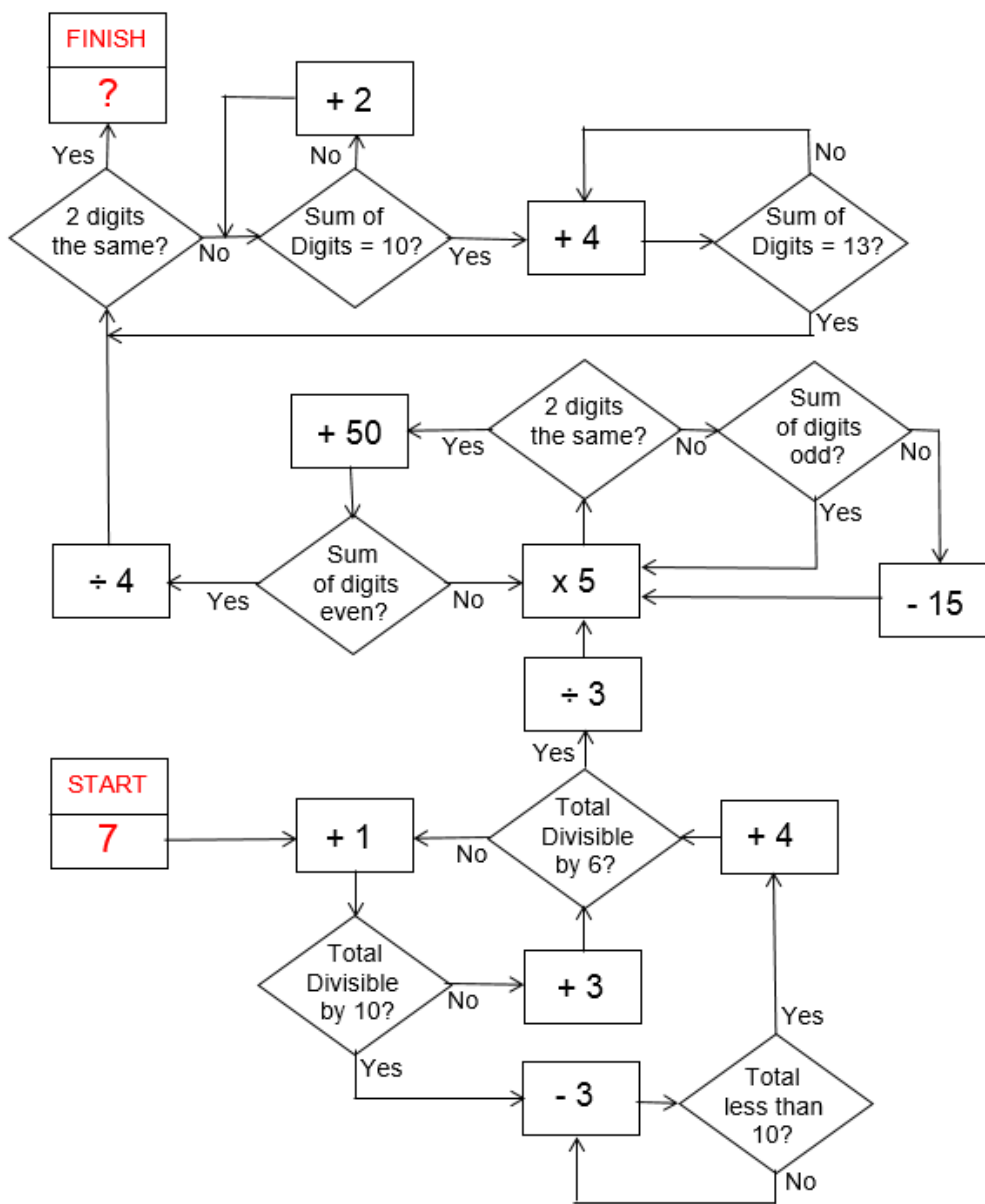 FINISH
?
+ 2
Yes
No
No
2 digits
the same?
Sum of
Digits = 10?
+ 4
Sum of
Digits = 13?
No
Yes
Yes
2 digits
the same?
Sum
of digits
odd?
+ 50
Yes
No
No
Yes
Sum
of digits
even?
÷ 4
Yes
No
x 5
- 15
÷ 3
Yes
START
7
+ 1
Total
Divisible
by 6?
+ 4
No
Total
Divisible
by 10?
No
+ 3
Yes
Yes
- 3
Total
less than
10?
No